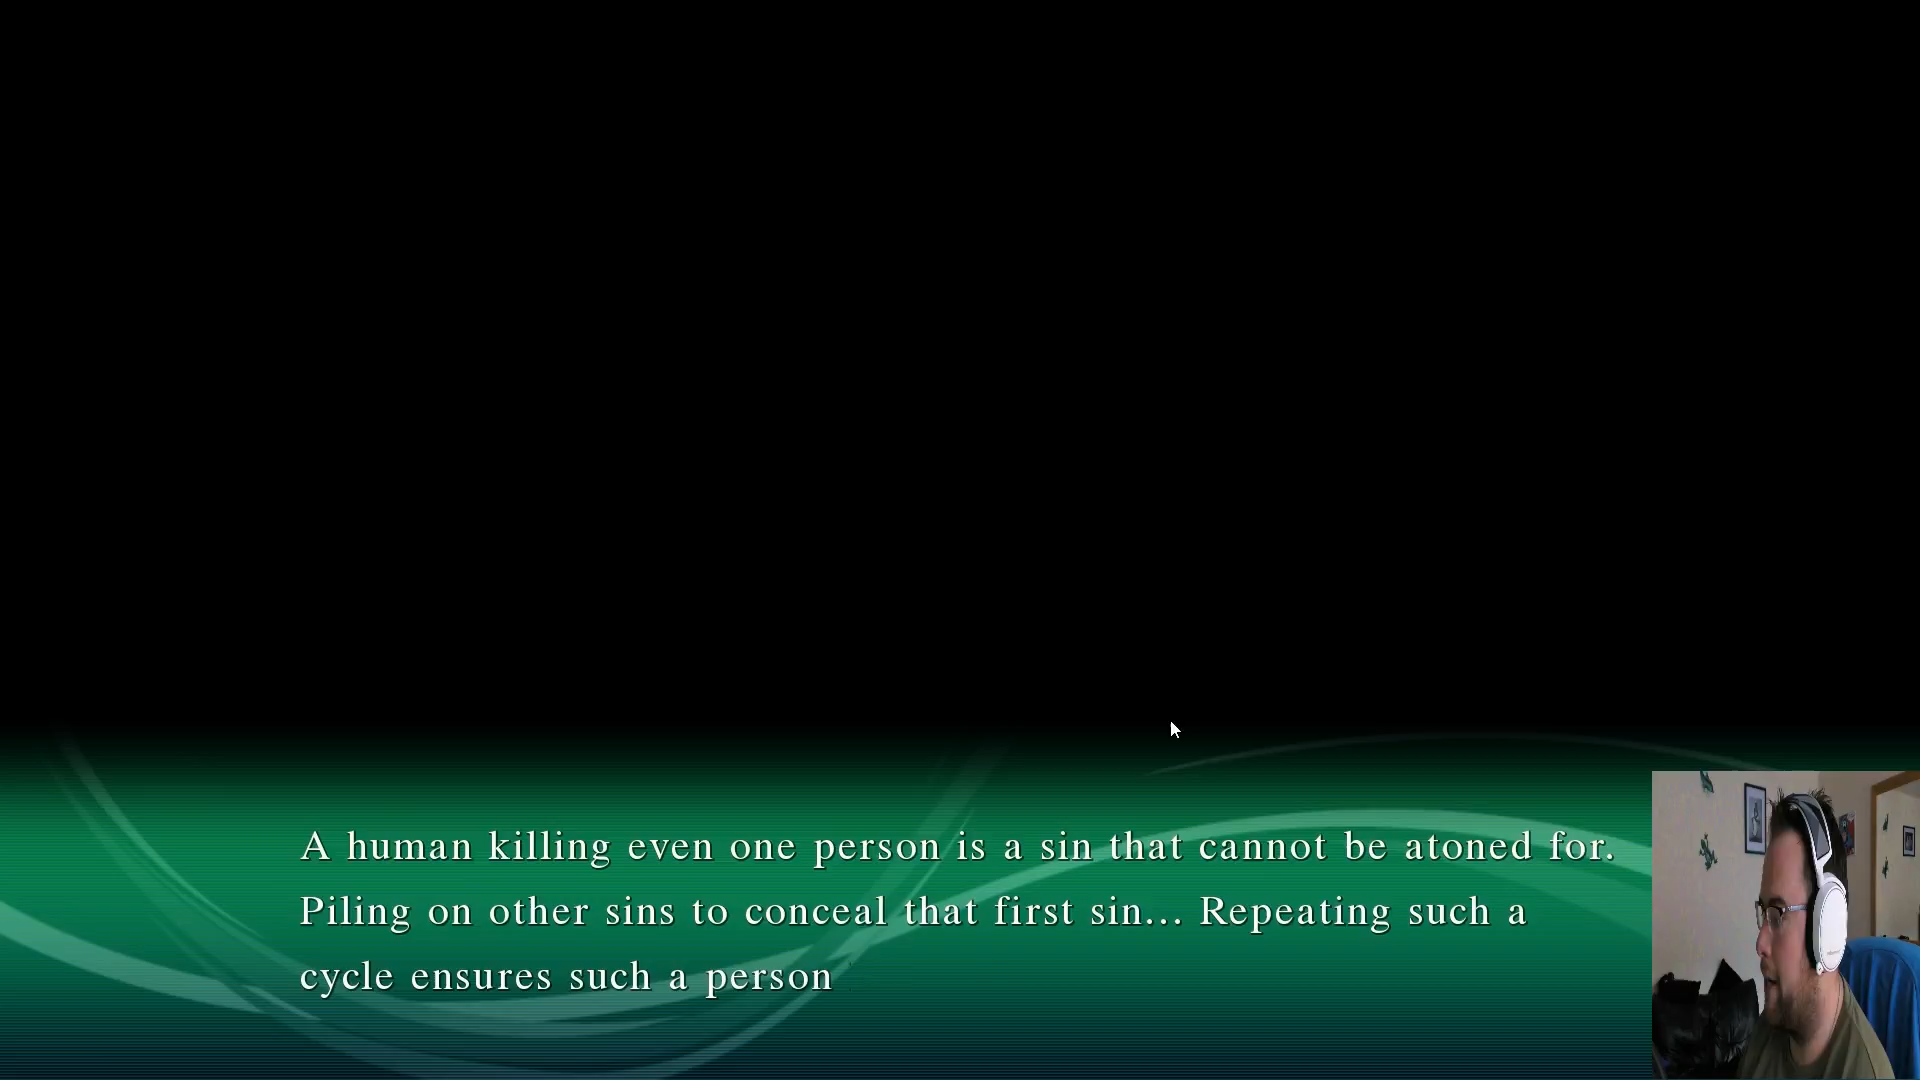 A human killing even one person is a sin that cannot be atoned for.
Piling on other sins to conceal that first sin... Repeating such a
cycle ensures such a person